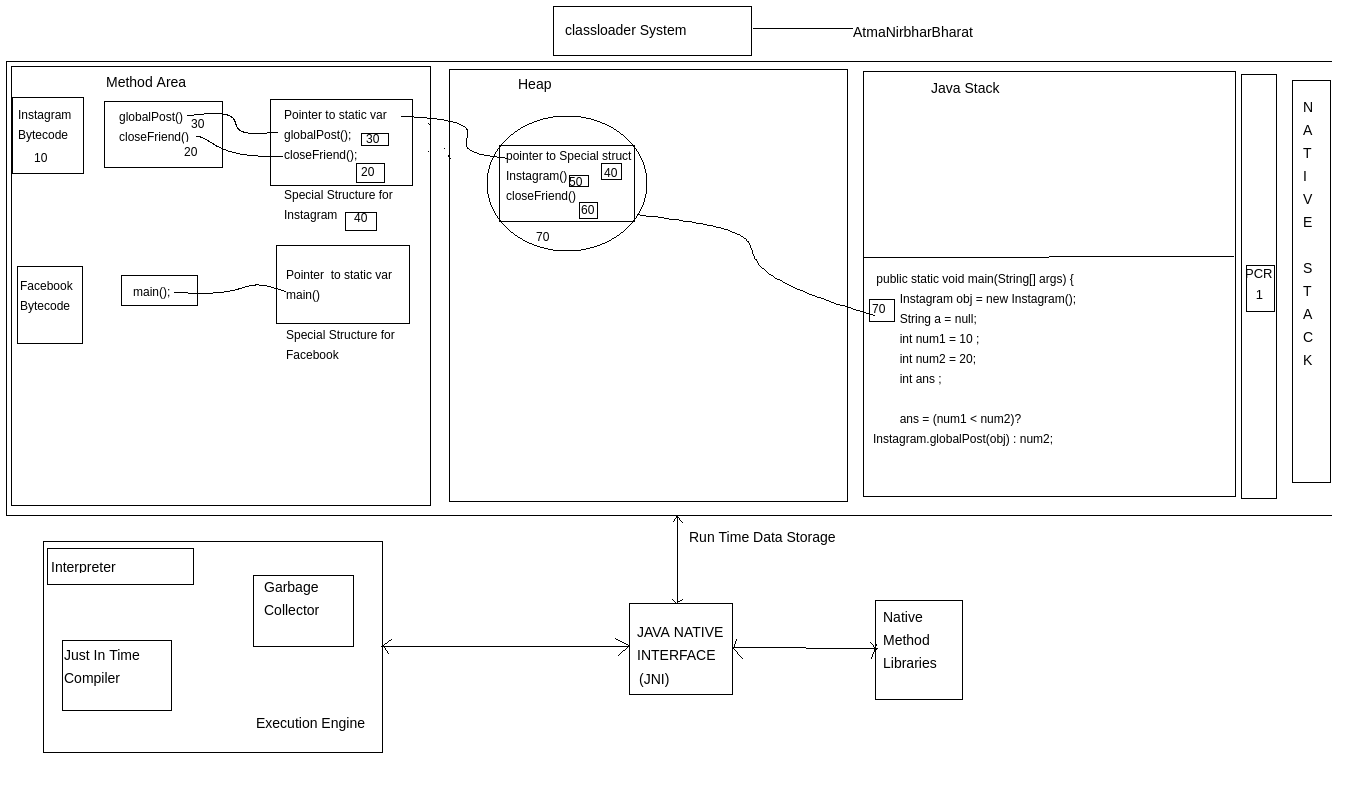 classloader System
AtmaNirbharBharat
Method Area
Instagram
Bytecode
10
globalPost()
30
closeFriend()
20
Pointer to static var
globalPost();
30
closeFriend();
20
Special Structure for
Instagram
40
Facebook
Bytecode
main();
Pointer  to static var
main()
Special Structure for
Facebook
Heap
pointer to Special struct
40
Instagram()
50
closeFriend()
60
70
Java Stack
public static void main(String[] args) {
Instagram obj = new Instagram();
70
String a = null;
int num1 = 10 ;
int num2 = 20;
int ans ;
ans = (num1 < num2)?
Instagram.globalPost(obj) : num2;
PCR
1
N
A
T
I
V
E
S
T
A
C
K
Run Time Data Storage
Interpreter
Garbage
Collector
Just In Time
Compiler
Execution Engine
JAVA NATIVE
INTERFACE
(JNI)
Native
Method
Libraries